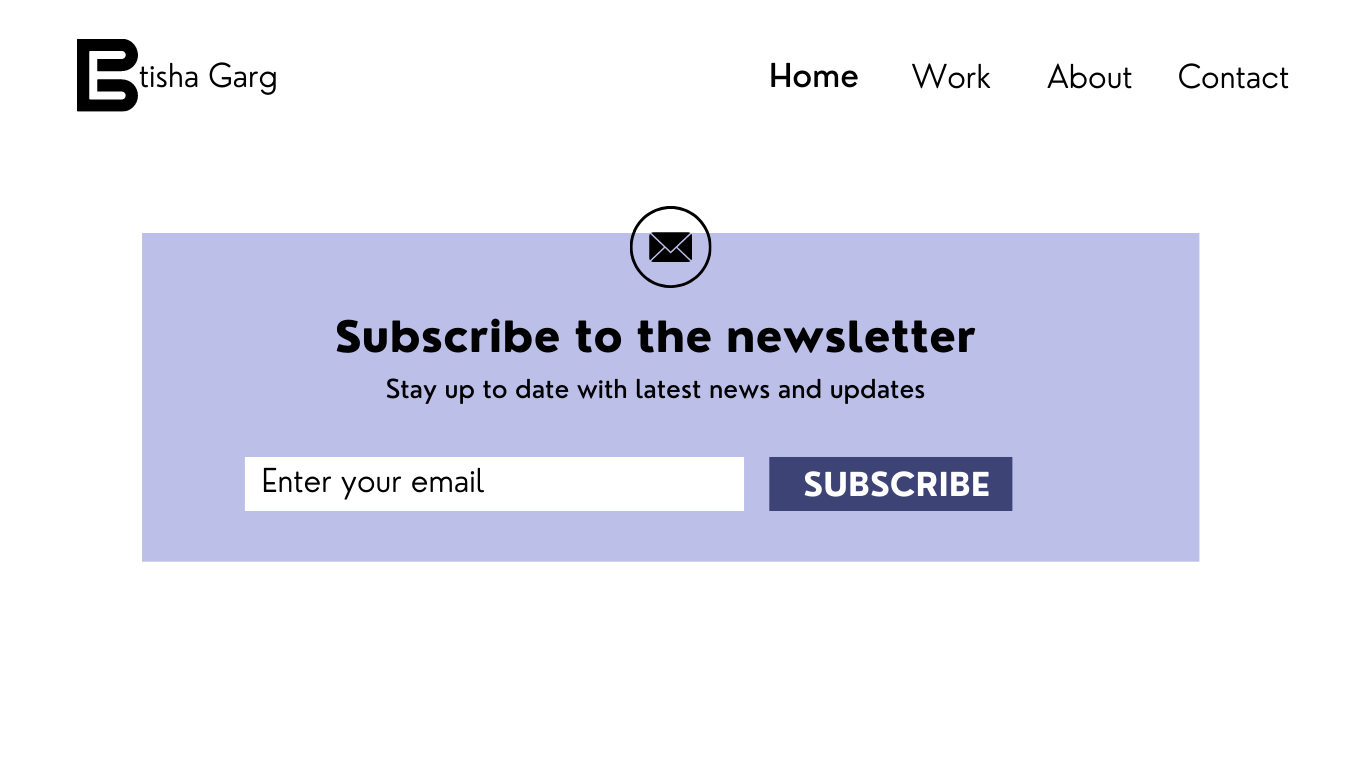 Etisha Garg
Home
Work
About
Contact
Subscribe to the newsletter
Stay up to date with latest news and updates
Enter your email
SUBSCRIBE